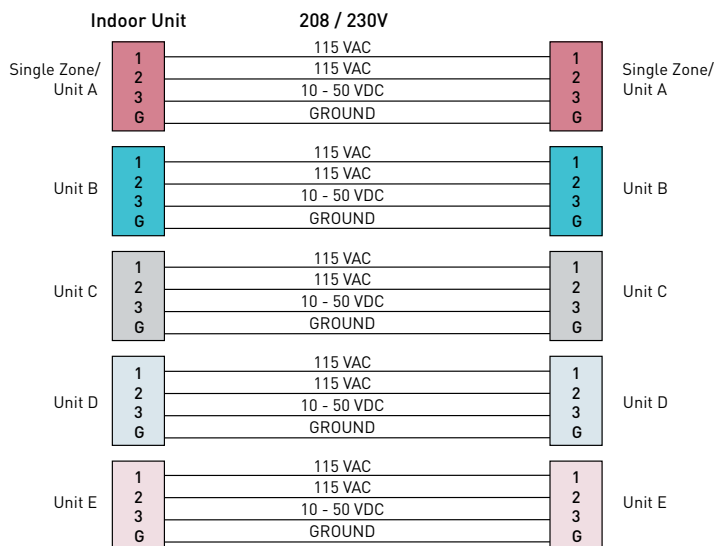 Indoor Unit 208 / 230V
Single Zone/
Unit A
1
2
3
G
115 VAC
115 VAC
10 - 50 VDC
GROUND
1
2
3
G
Single Zone/
Unit A
Unit B
1
2
3
G
115 VAC
115 VAC
10 - 50 VDC
GROUND
1
2
3
G
Unit B
Unit C
1
2
3
G
115 VAC
115 VAC
10 - 50 VDC
GROUND
1
2
3
G
Unit C
Unit D
1
2
3
G
115 VAC
115 VAC
10 - 50 VDC
GROUND
1
2
3
G
Unit D
Unit E
1
2
3
G
115 VAC
115 VAC
10 - 50 VDC
GROUND
1
2
3
G
Unit E